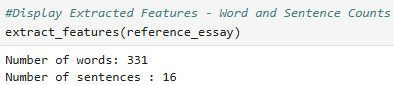 #Display Extracted Features - Word and Sentence Counts
extract_features(reference_essay)
Number of words: 331
Number of sentences : 16